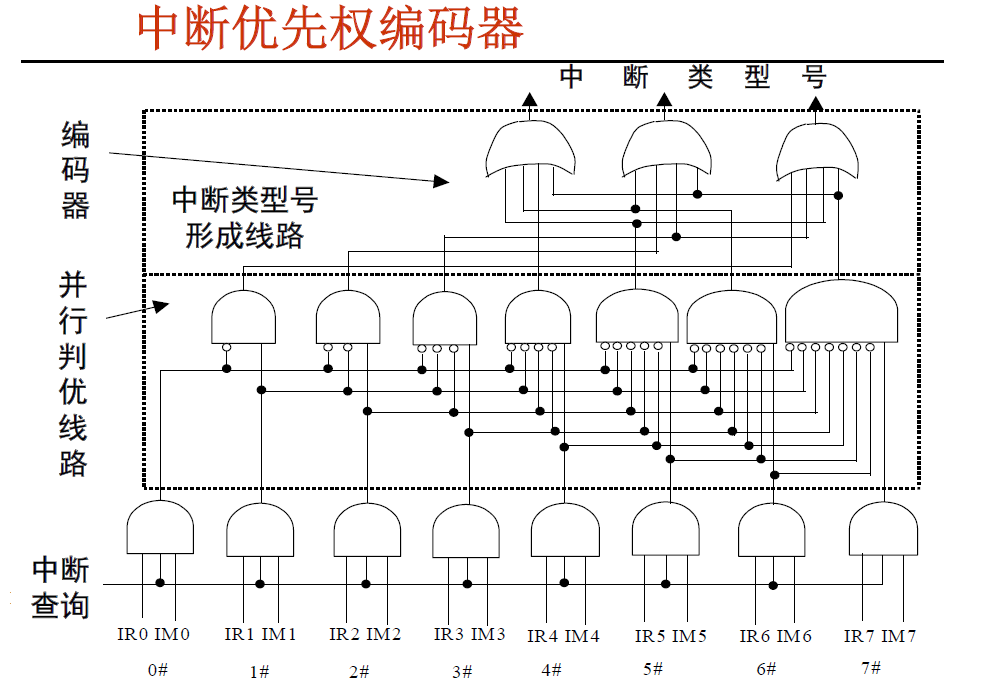 中断优先权编码器
中 断 类 型 号
编码器
中断类型号
形成线路
并行判优线路
中断
查询
IR0 IM0 IR1 IM1 IR2 IM2 IR3 IM3 IR4 IM4 IR5 IM5 IR6 IM6 IR7 IM7
0# 1# 2# 3# 4# 5# 6# 7#